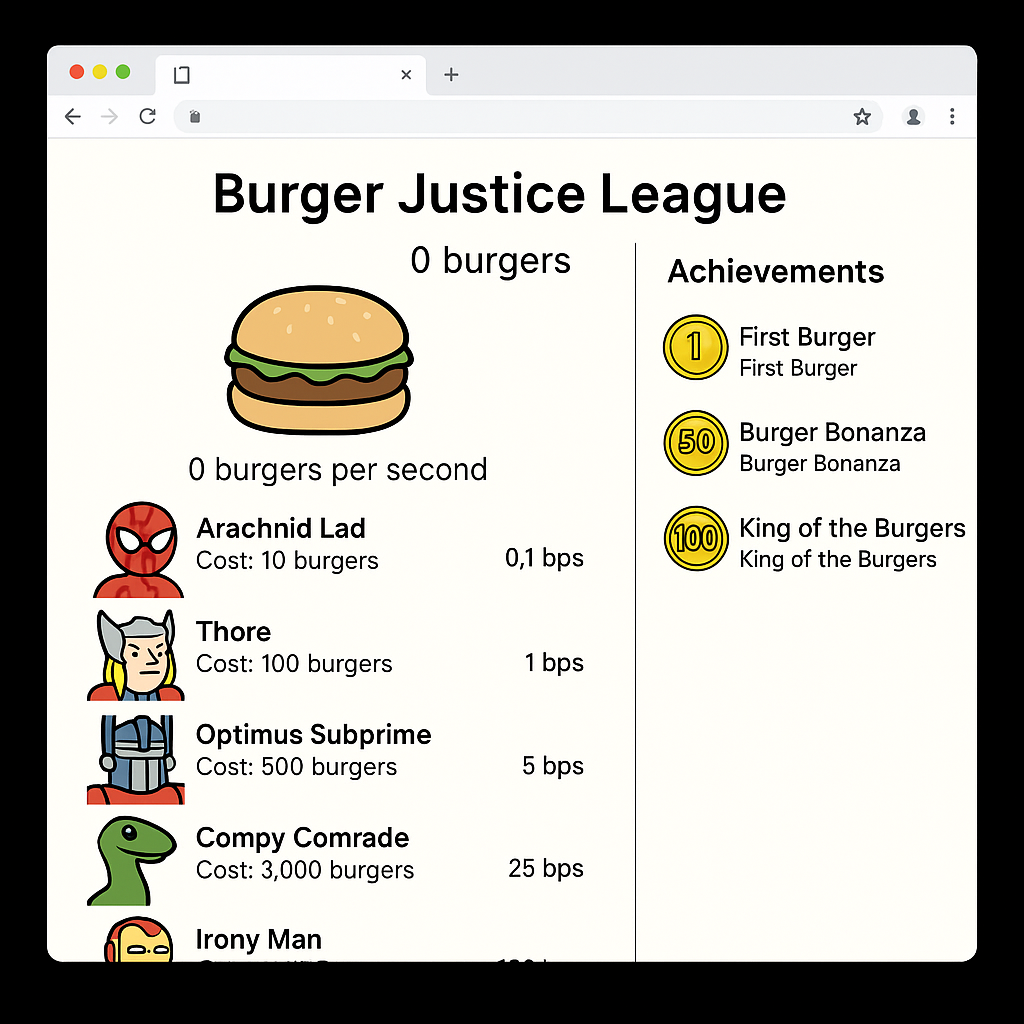 Burger Justice League
0 burgers
0 burgers per second
Arachnid Lad
Cost: 10 burgers
0,1 bps
Thore
Cost: 100 burgers
1 bps
Optimus Subprime
Cost: 500 burgers
5 bps
Compy Comrade
Cost: 3,000 burgers
25 bps
Irony Man
Achievements
1
First Burger
First Burger
50
Burger Bonanza
Burger Bonanza
100
King of the Burgers
King of the Burgers